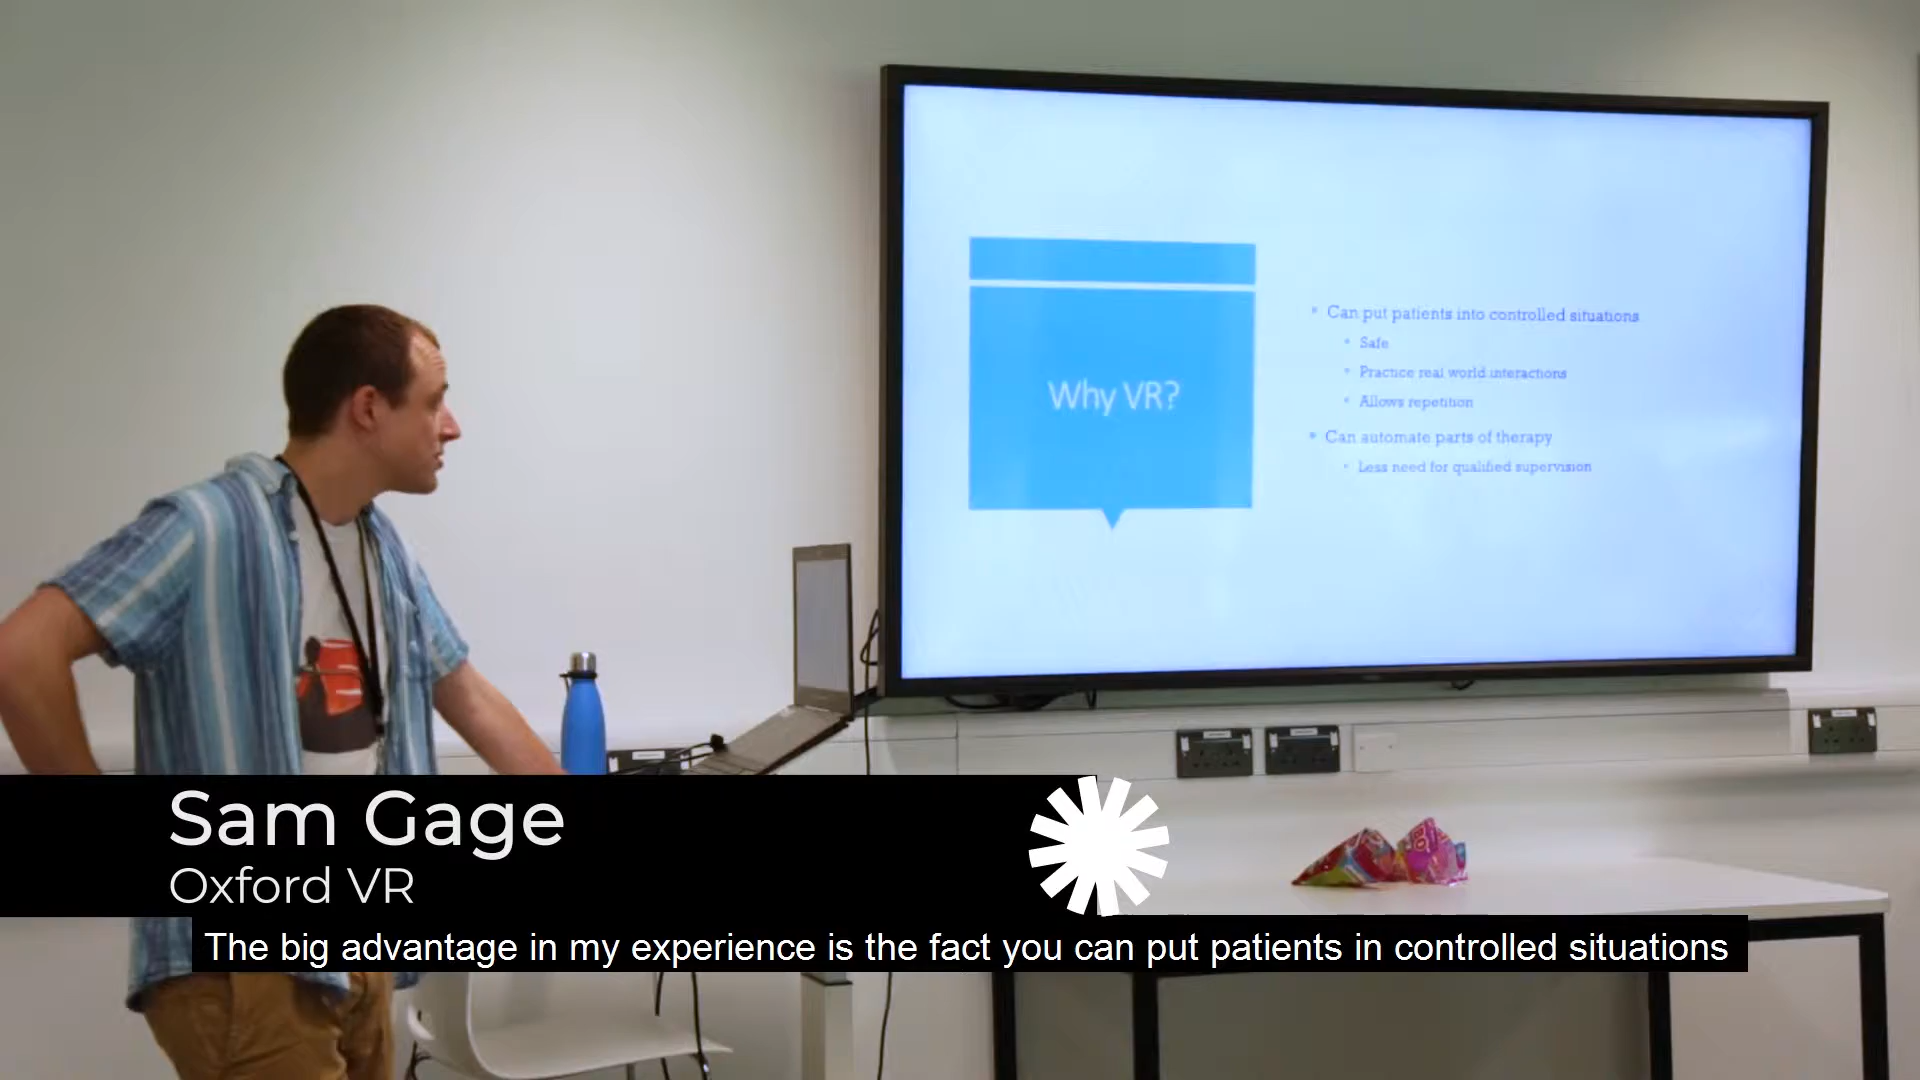 Why VR?
Can put patients into controlled situations
Safe
Practice real world interactions
Allows repetition
Can automate parts of therapy
Less need for qualified supervision
Sam Gage
Oxford VR
The big advantage in my experience is the fact you can put patients in controlled situations